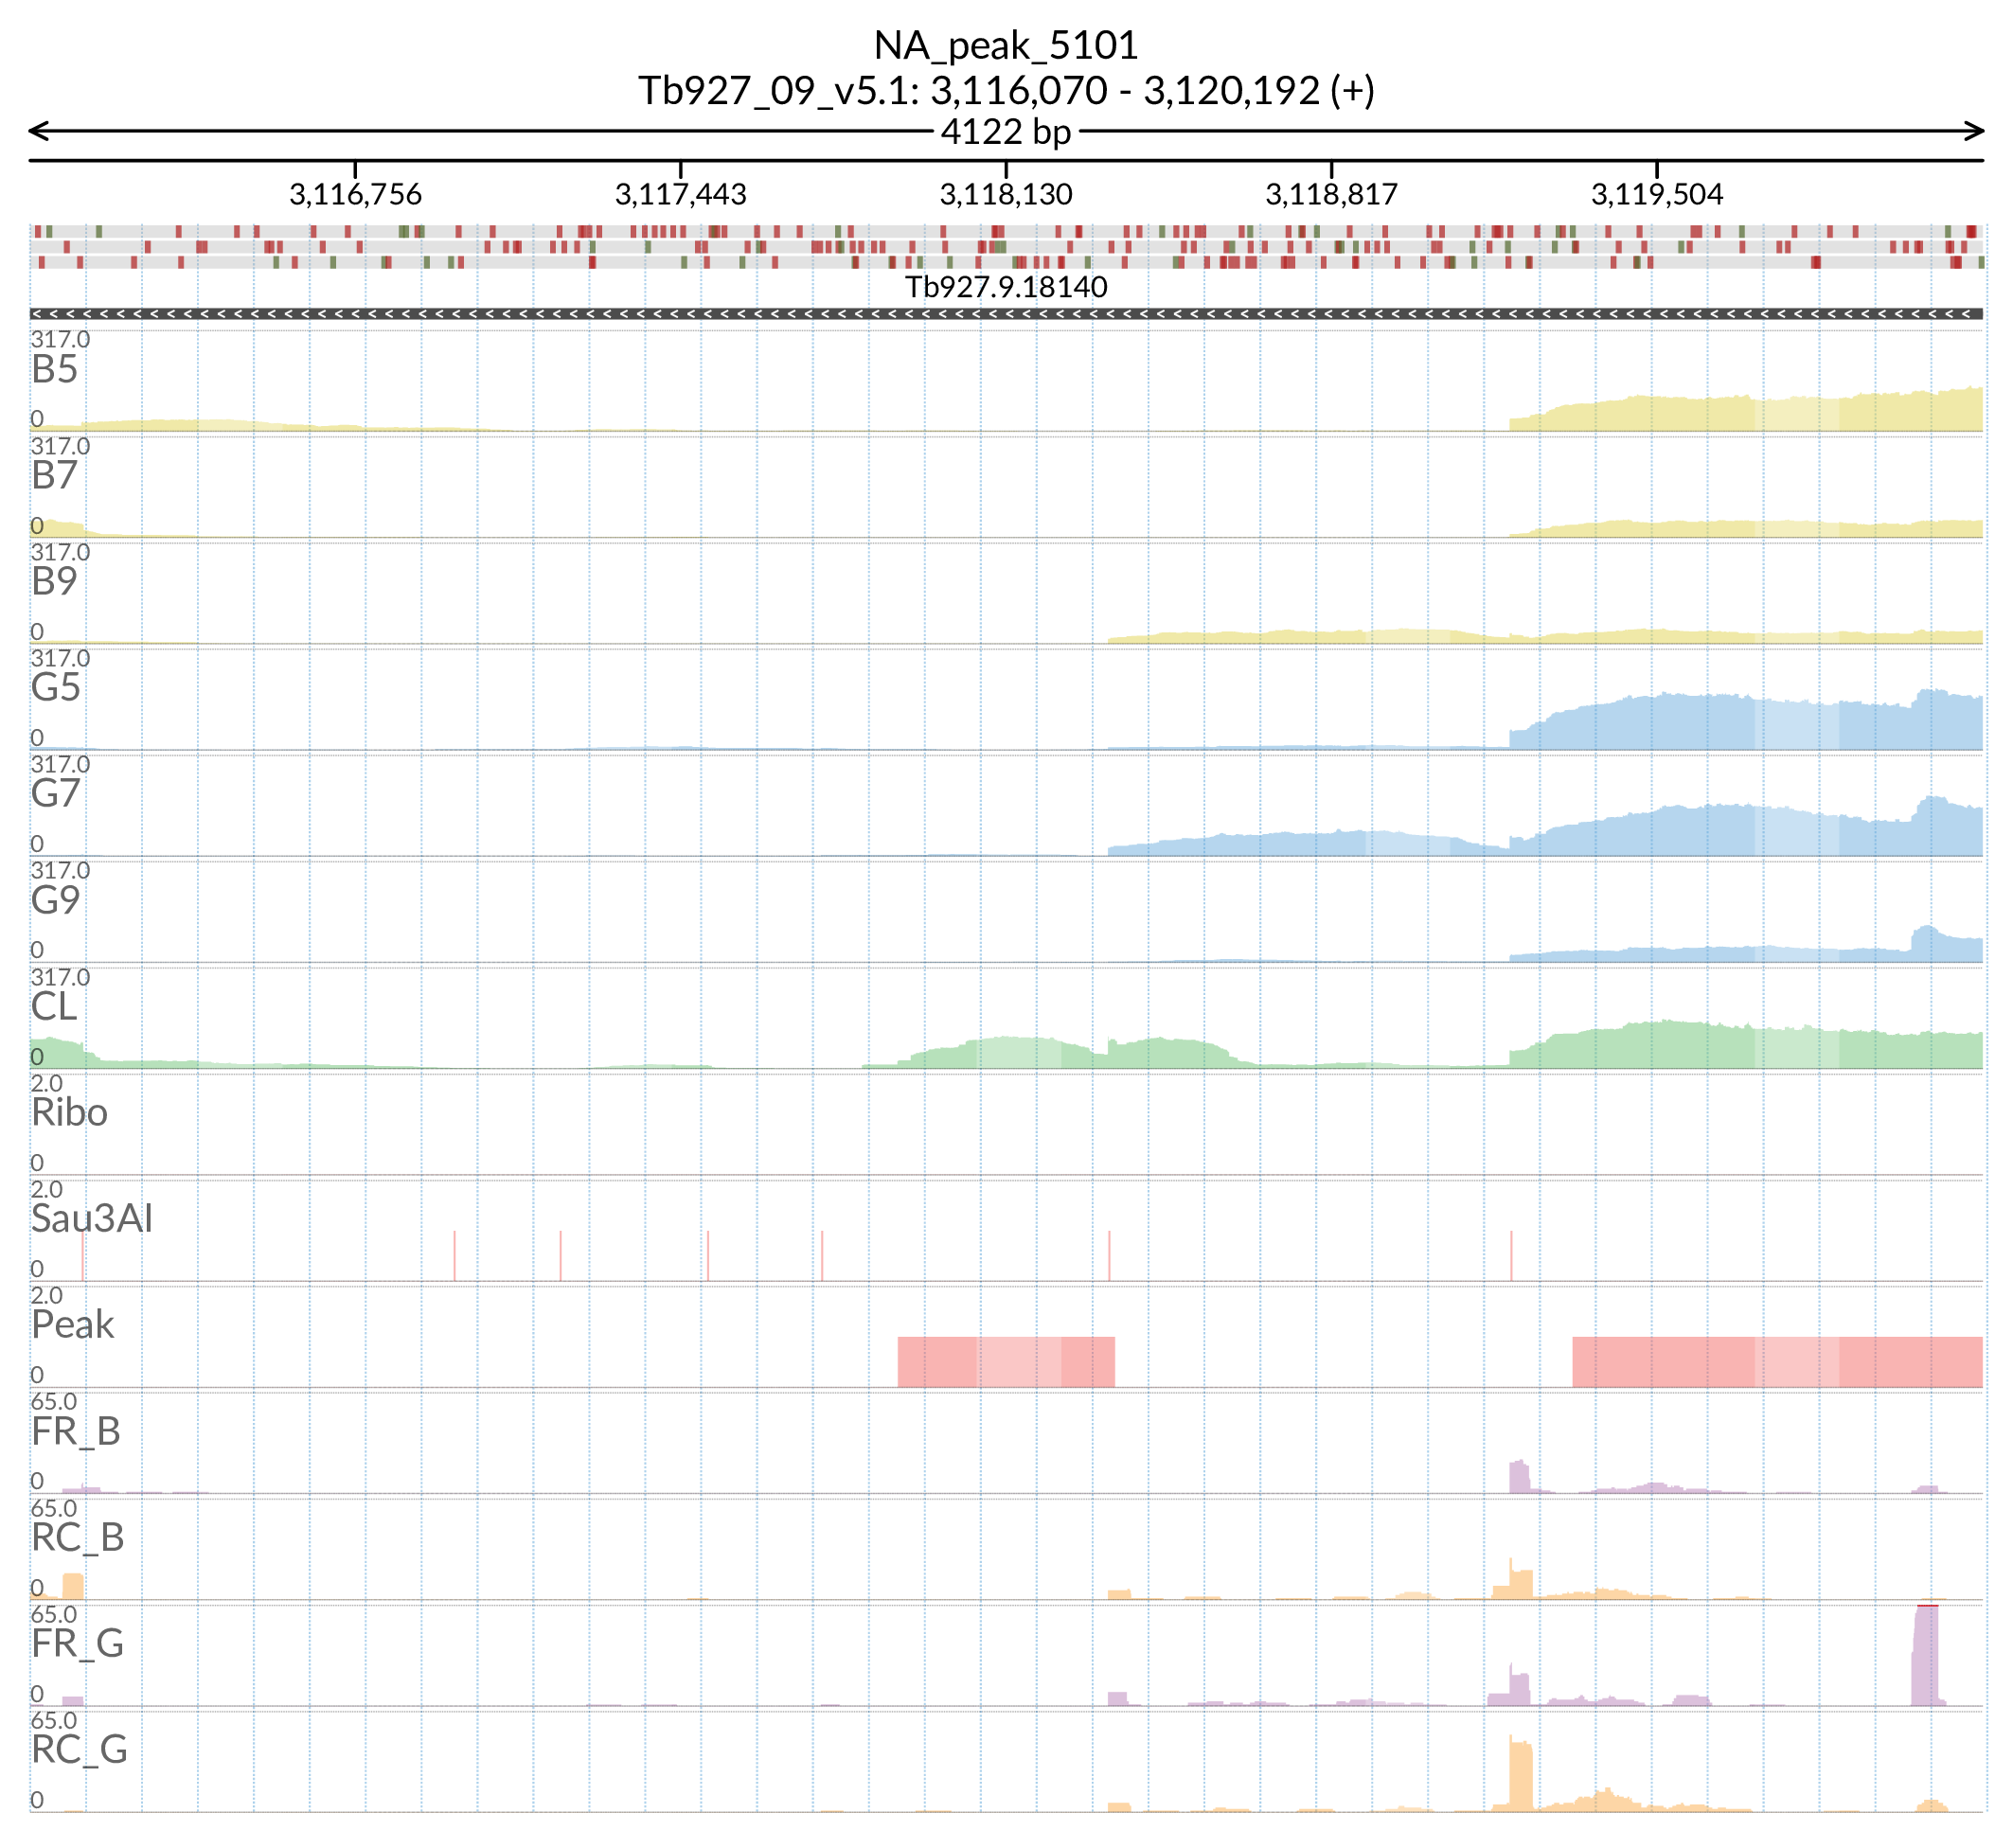 NA_peak_5101
Tb927_09_v5.1: 3,116,070 - 3,120,192 (+)
4122 bp
3,116,756 3,117,443 3,118,130 3,118,817 3,119,504
Tb927.9.18140
317.0
B5
0
317.0
B7
0
317.0
B9
0
317.0
G5
0
317.0
G7
0
317.0
G9
0
317.0
CL
0
2.0
Ribo
0
2.0
Sau3AI
0
2.0
Peak
0
65.0
FR_B
0
65.0
RC_B
0
65.0
FR_G
0
65.0
RC_G
0